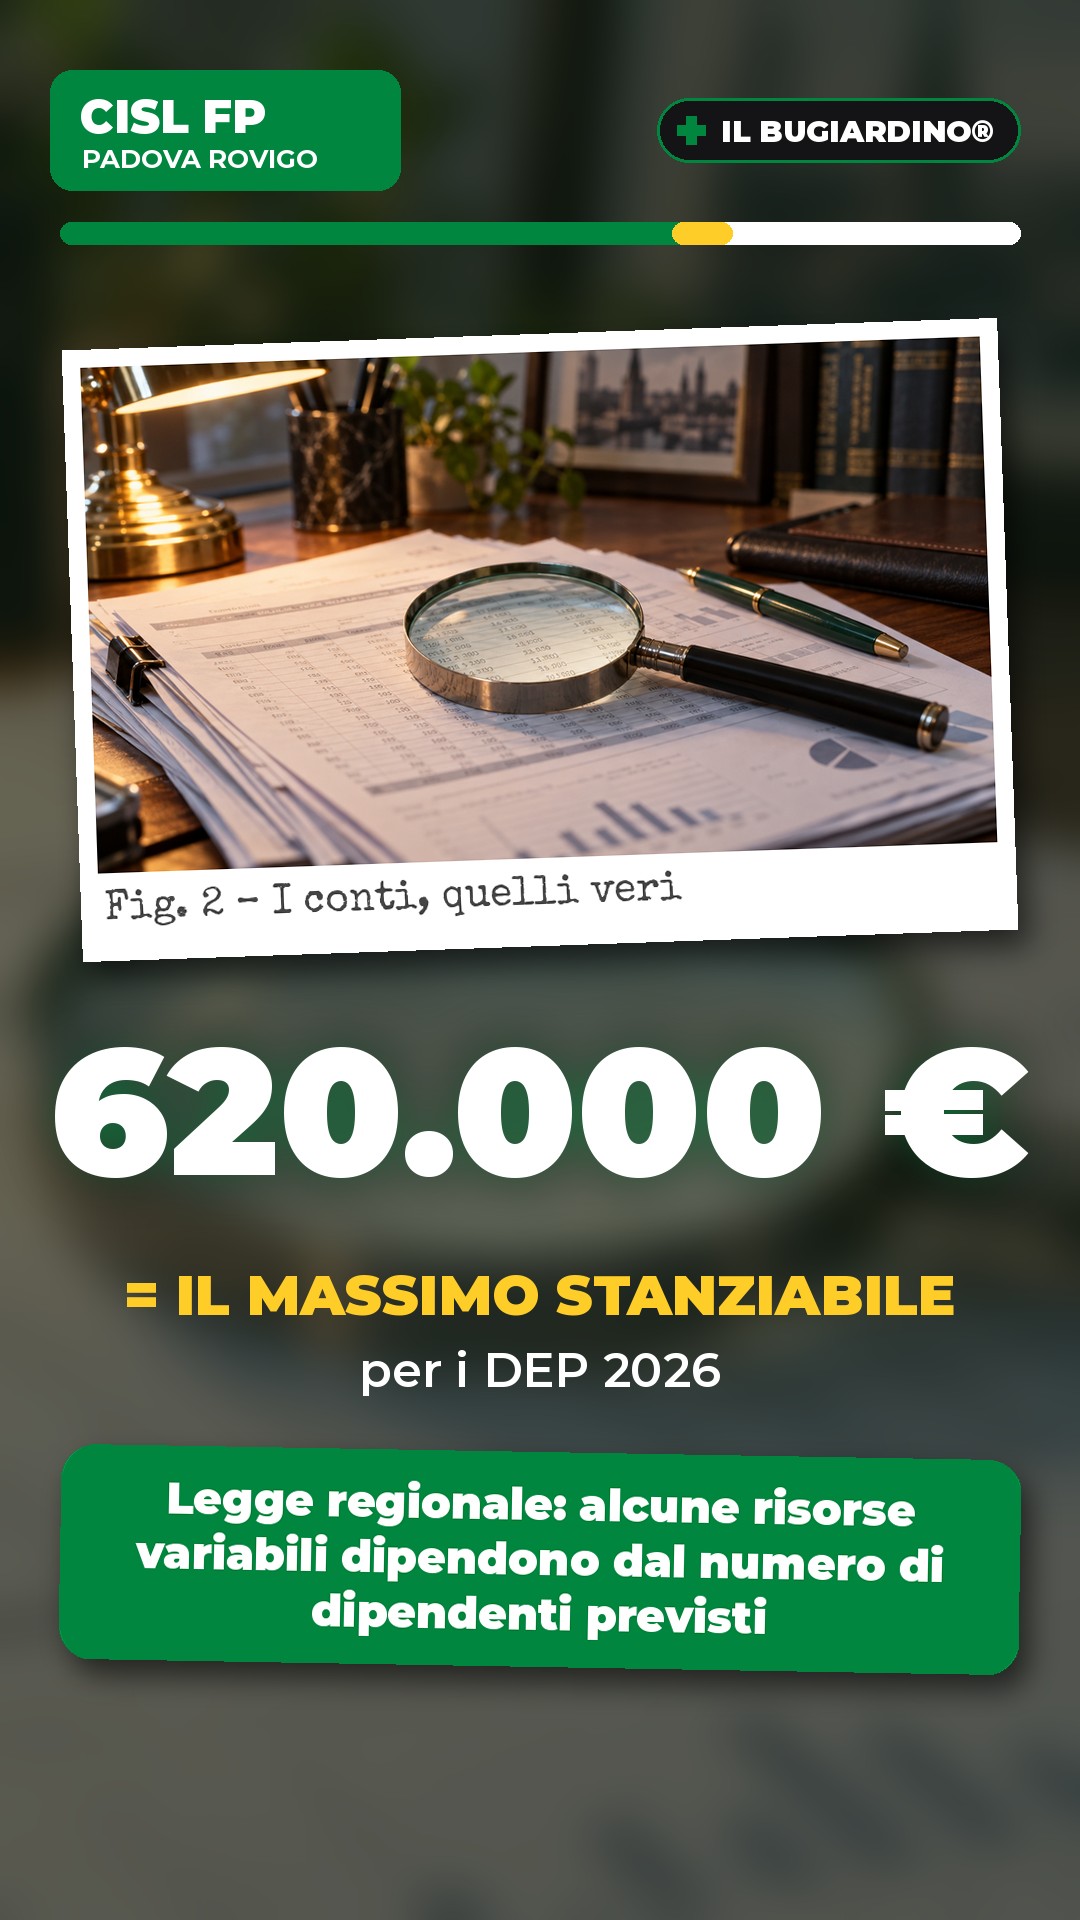 CISL FP
PADOVA ROVIGO
IL BUGIARDINO®
Fig. 2 - I conti, quelli veri
620.000 €
= IL MASSIMO STANZIABILE
per i DEP 2026
Legge regionale: alcune risorse
variabili dipendono dal numero di
dipendenti previsti